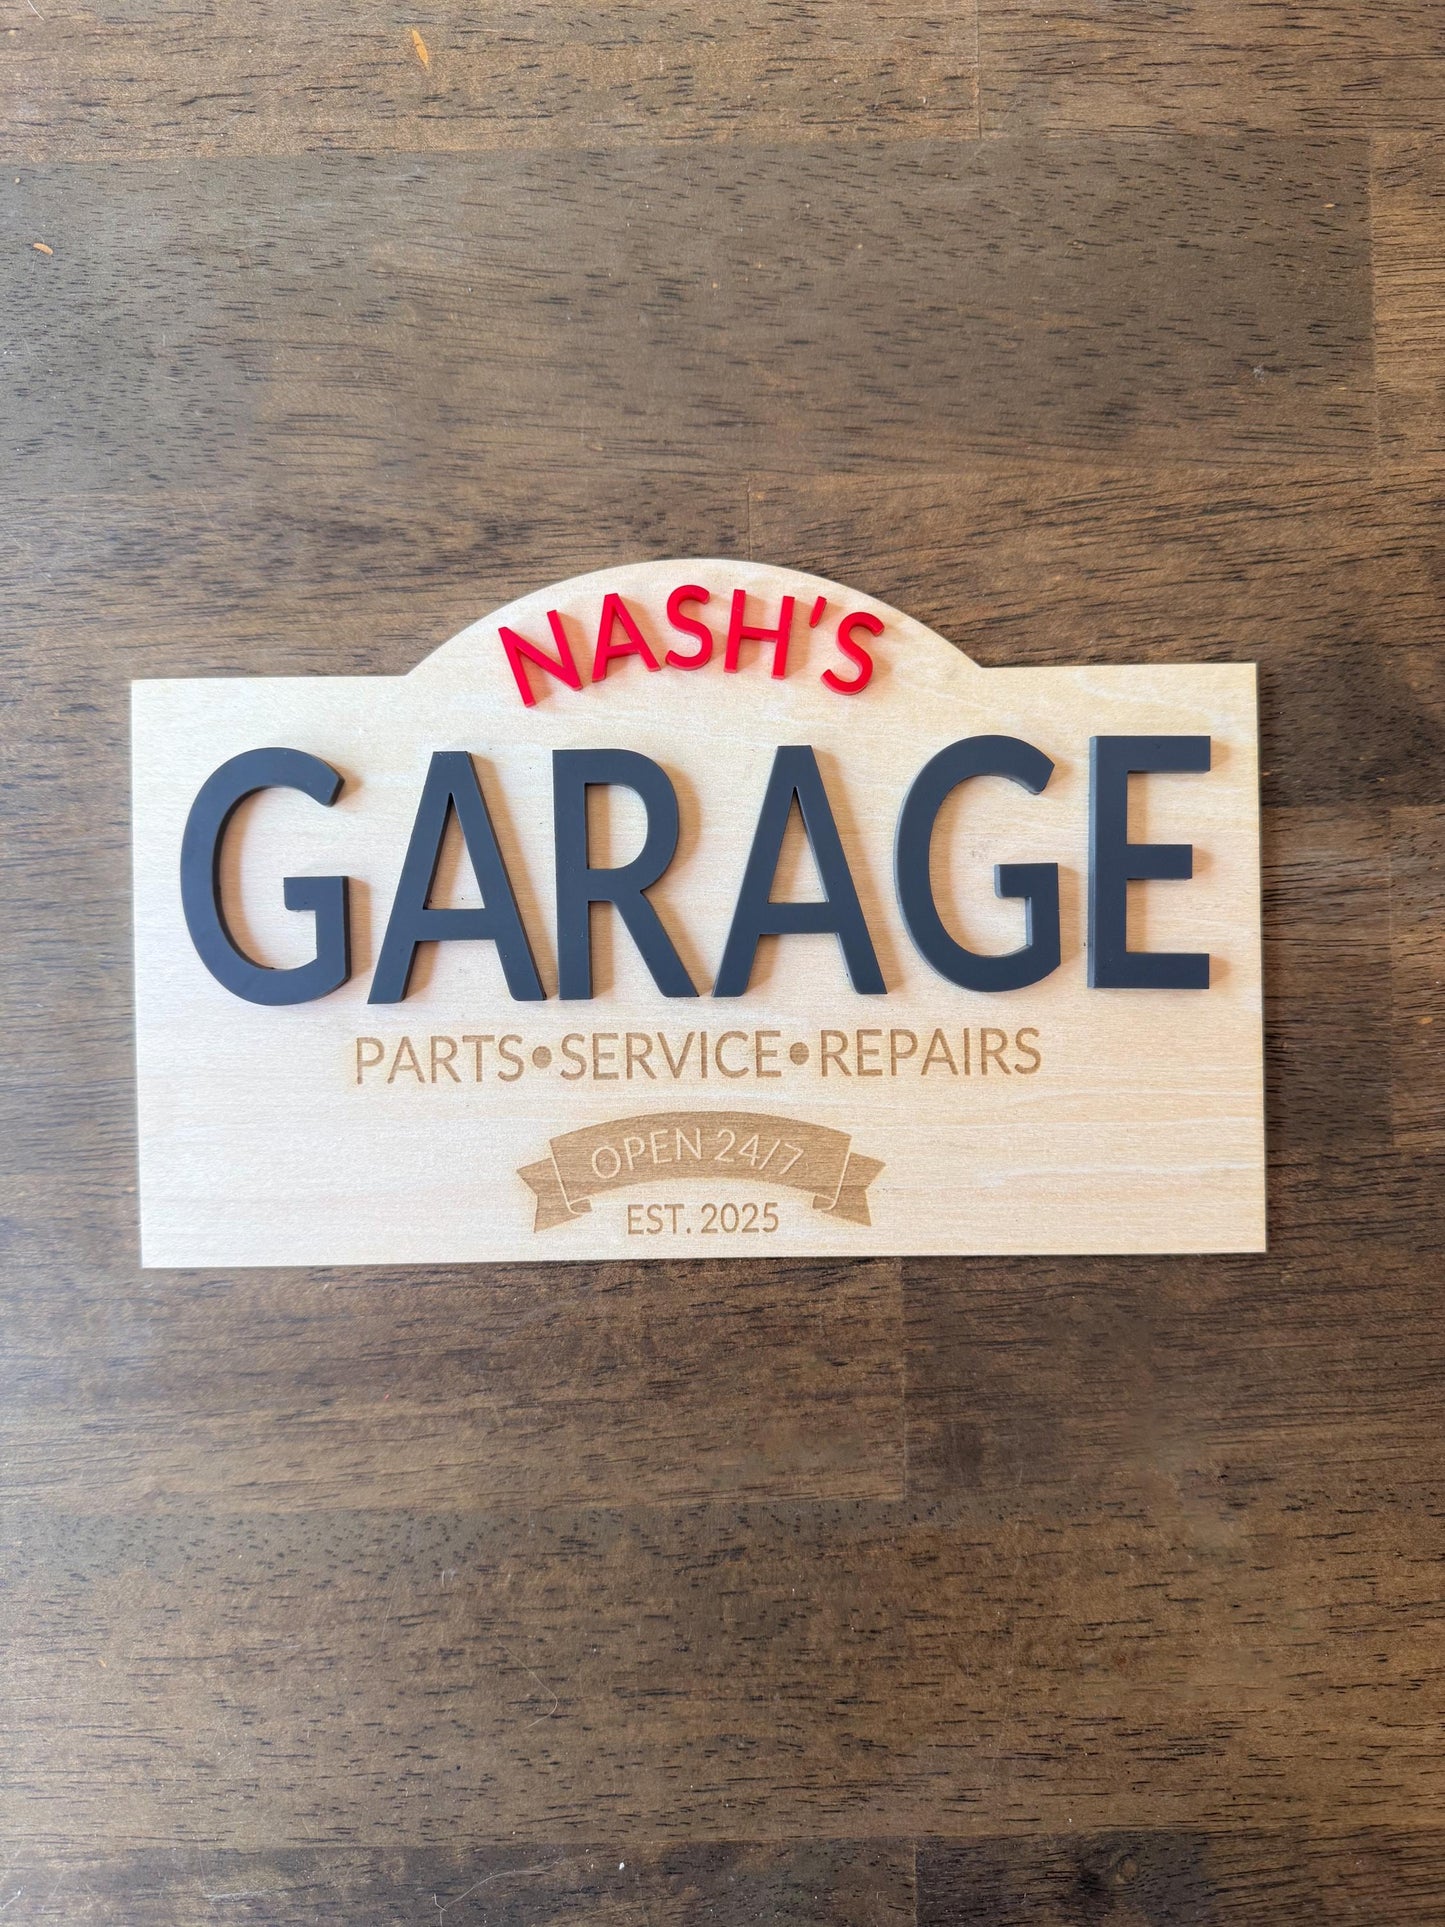 NASH'S
GARAGE
PARTS•SERVICE•REPAIRS
OPEN 24/7
EST. 2025